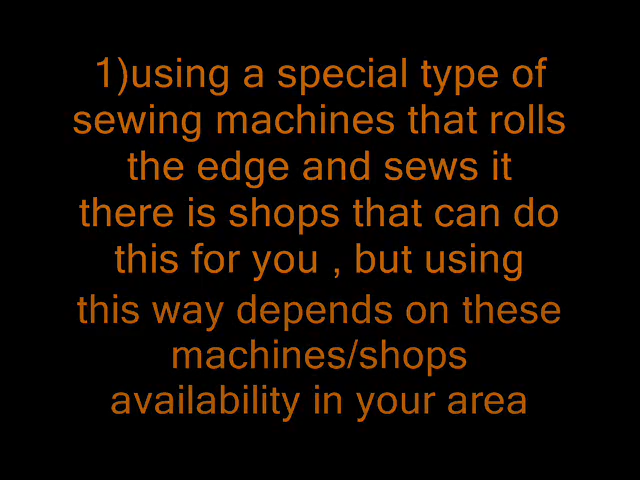 1)using a special type of
sewing machines that rolls
the edge and sews it
there is shops that can do
this for you , but using
this way depends on these
machines/shops
availability in your area